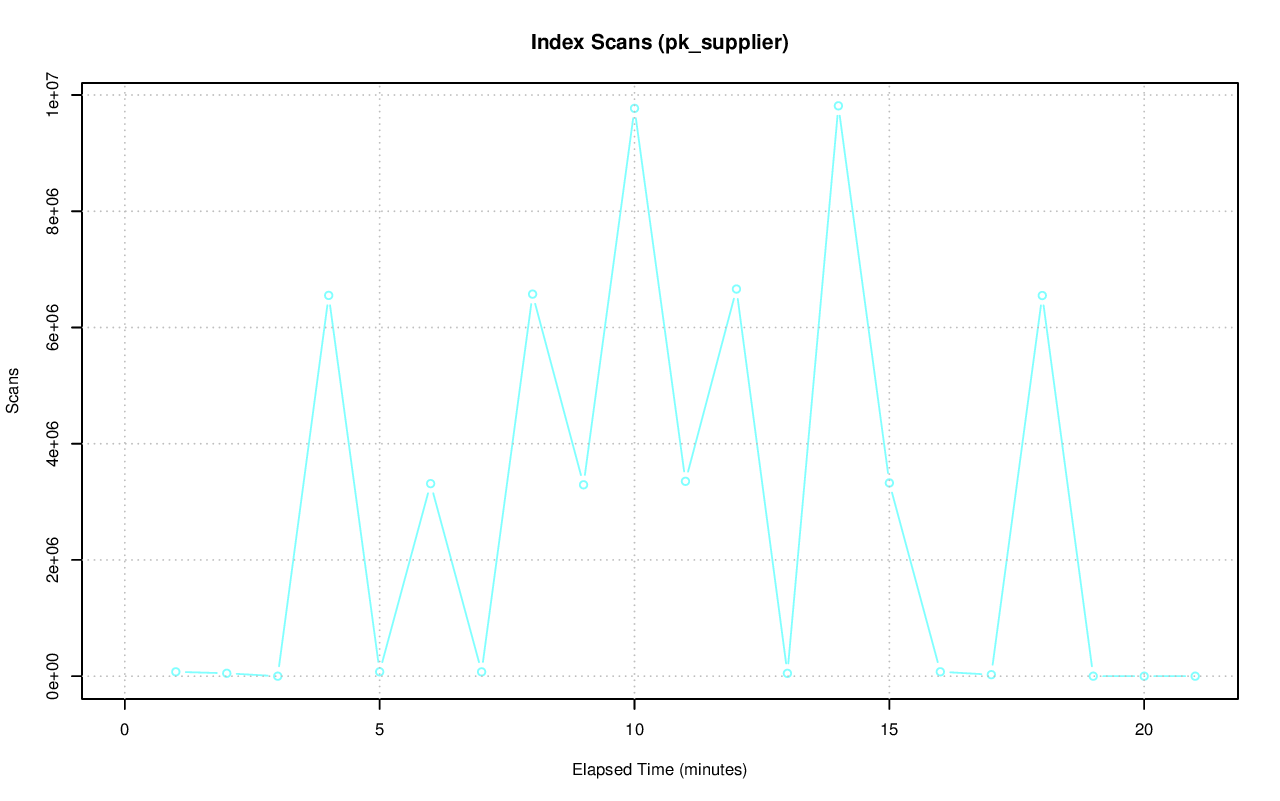 Index Scans (pk_supplier)
Scans
1e+07
8e+06
6e+06
4e+06
2e+06
0e+00
0 5 10 15 20
Elapsed Time (minutes)